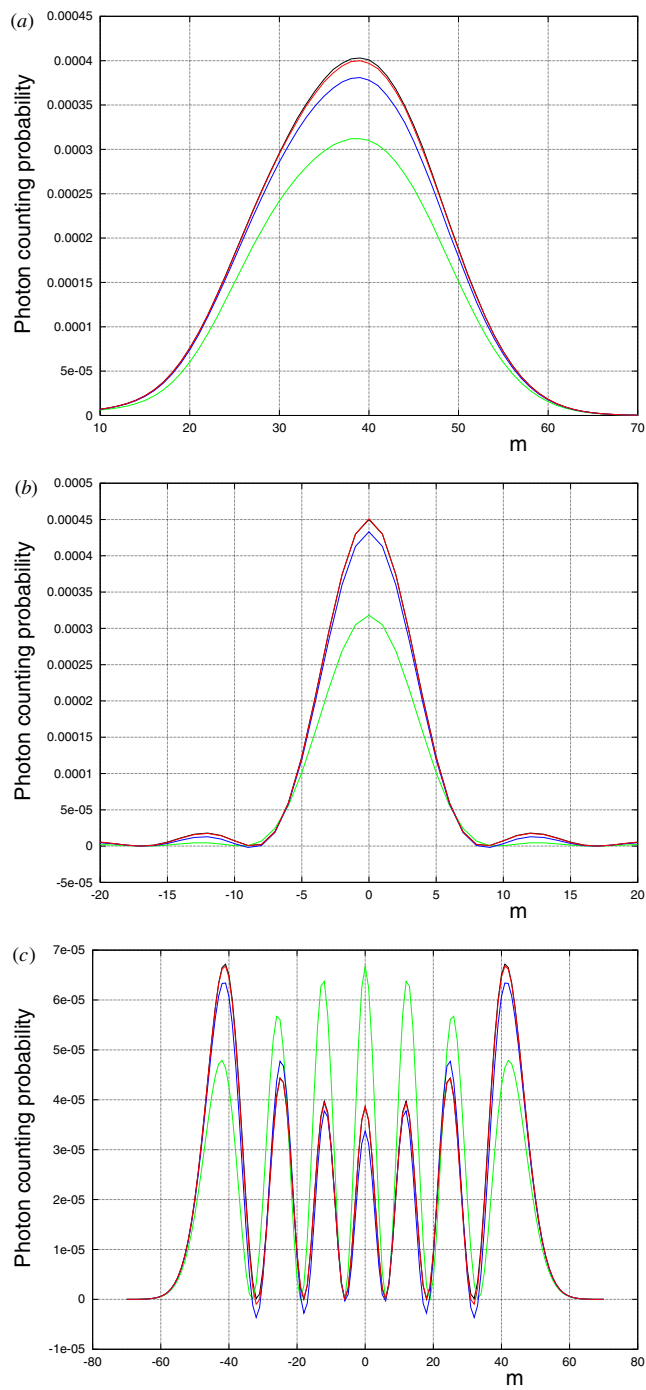 (a)
0.00045
0.0004
0.00035
0.0003
0.00025
0.0002
0.00015
0.0001
5e-05
0
Photon counting probability
10 20 30 40 50 60 70
m
(b)
0.0005
0.00045
0.0004
0.00035
0.0003
0.00025
0.0002
0.00015
0.0001
5e-05
0
-5e-05
Photon counting probability
-20 -15 -10 -5 0 5 10 15 20
m
(c)
7e-05
6e-05
5e-05
4e-05
3e-05
2e-05
1e-05
0
-1e-05
Photon counting probability
-80 -60 -40 -20 0 20 40 60 80
m